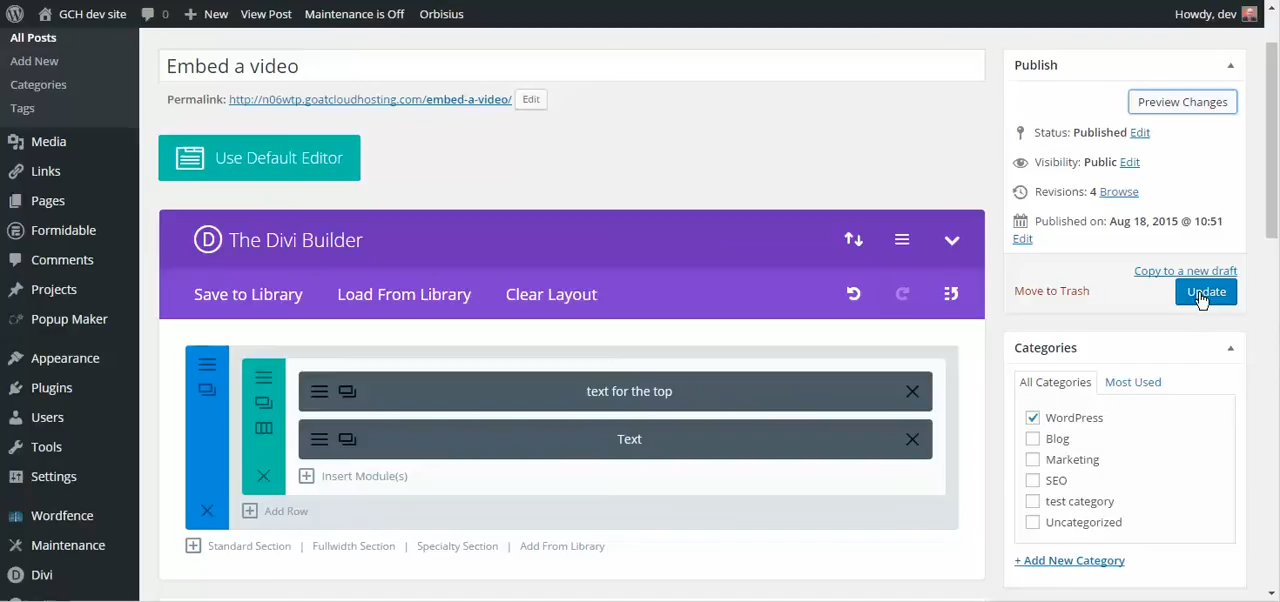 GCH dev site
0
New
View Post
Maintenance is Off
Orbisius
Howdy, dev
All Posts
Add New
Categories
Tags
Media
Links
Pages
Formidable
Comments
Projects
Popup Maker
Appearance
Plugins
Users
Tools
Settings
Wordfence
Maintenance
Divi
Embed a video
Permalink: http://n06wtp.goatcloudhosting.com/embed-a-video/ Edit
Use Default Editor
D The Divi Builder
Save to Library
Load From Library
Clear Layout
text for the top
Text
Insert Module(s)
Add Row
Standard Section | Fullwidth Section | Specialty Section | Add From Library
Publish
Preview Changes
Status: Published Edit
Visibility: Public Edit
Revisions: 4 Browse
Published on: Aug 18, 2015 @ 10:51
Edit
Copy to a new draft
Move to Trash
Update
Categories
All Categories
Most Used
WordPress
Blog
Marketing
SEO
test category
Uncategorized
+ Add New Category